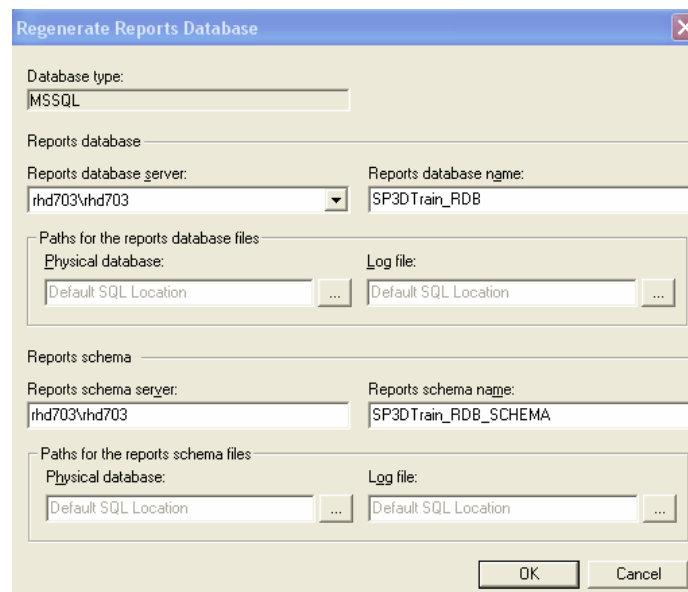 Regenerate Reports Database
Database type:
MSSQL
Reports database
Reports database server: Reports database name:
rhd703\rhd703 SP3DTrain_RDB
Paths for the reports database files
Physical database: Log file:
Default SQL Location ... Default SQL Location ...
Reports schema
Reports schema server: Reports schema name:
rhd703\rhd703 SP3DTrain_RDB_SCHEMA
Paths for the reports schema files
Physical database: Log file:
Default SQL Location ... Default SQL Location ...
OK Cancel